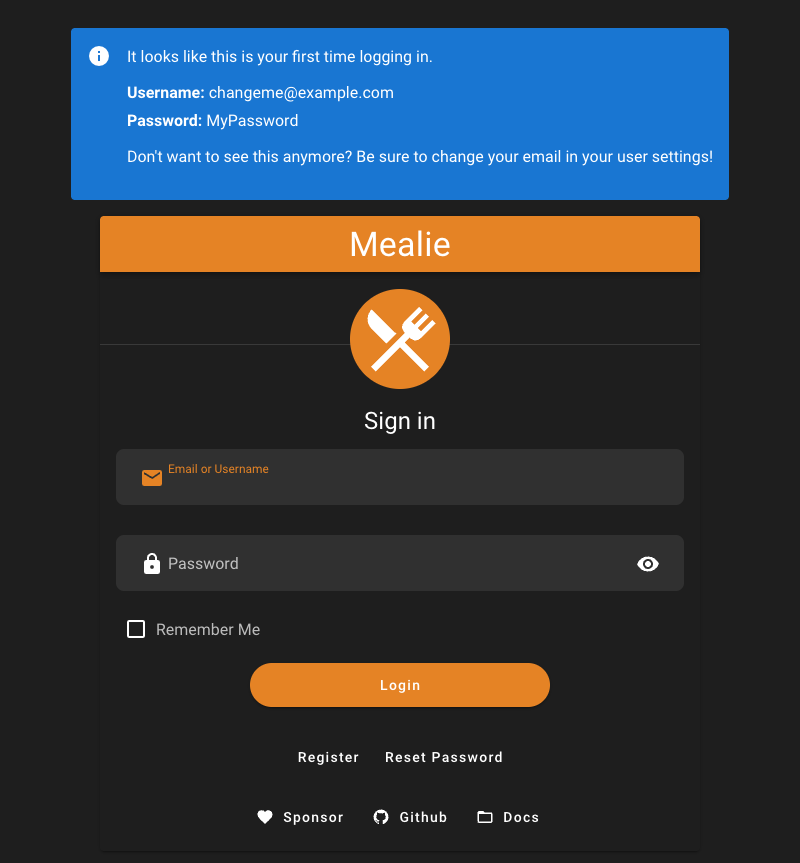 It looks like this is your first time logging in.
Username: changeme@example.com
Password: MyPassword
Don't want to see this anymore? Be sure to change your email in your user settings!
Mealie
Sign in
Email or Username
Password
Remember Me
Login
Register Reset Password
Sponsor Github Docs